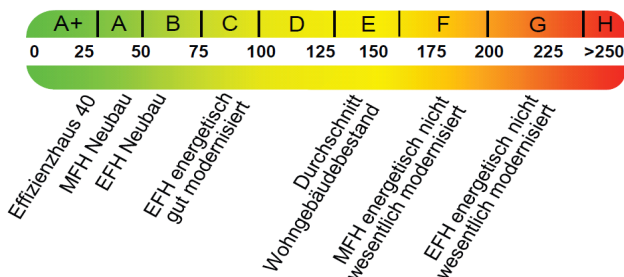 A+ A B C D E F G H
0 25 50 75 100 125 150 175 200 225 >250
Effizienzhaus 40
MFH Neubau
EFH Neubau
EFH energetisch
gut modernisiert
Durchschnitt
Wohngebäudebestand
MFH energetisch nicht
wesentlich modernisiert
EFH energetisch nicht
wesentlich modernisiert